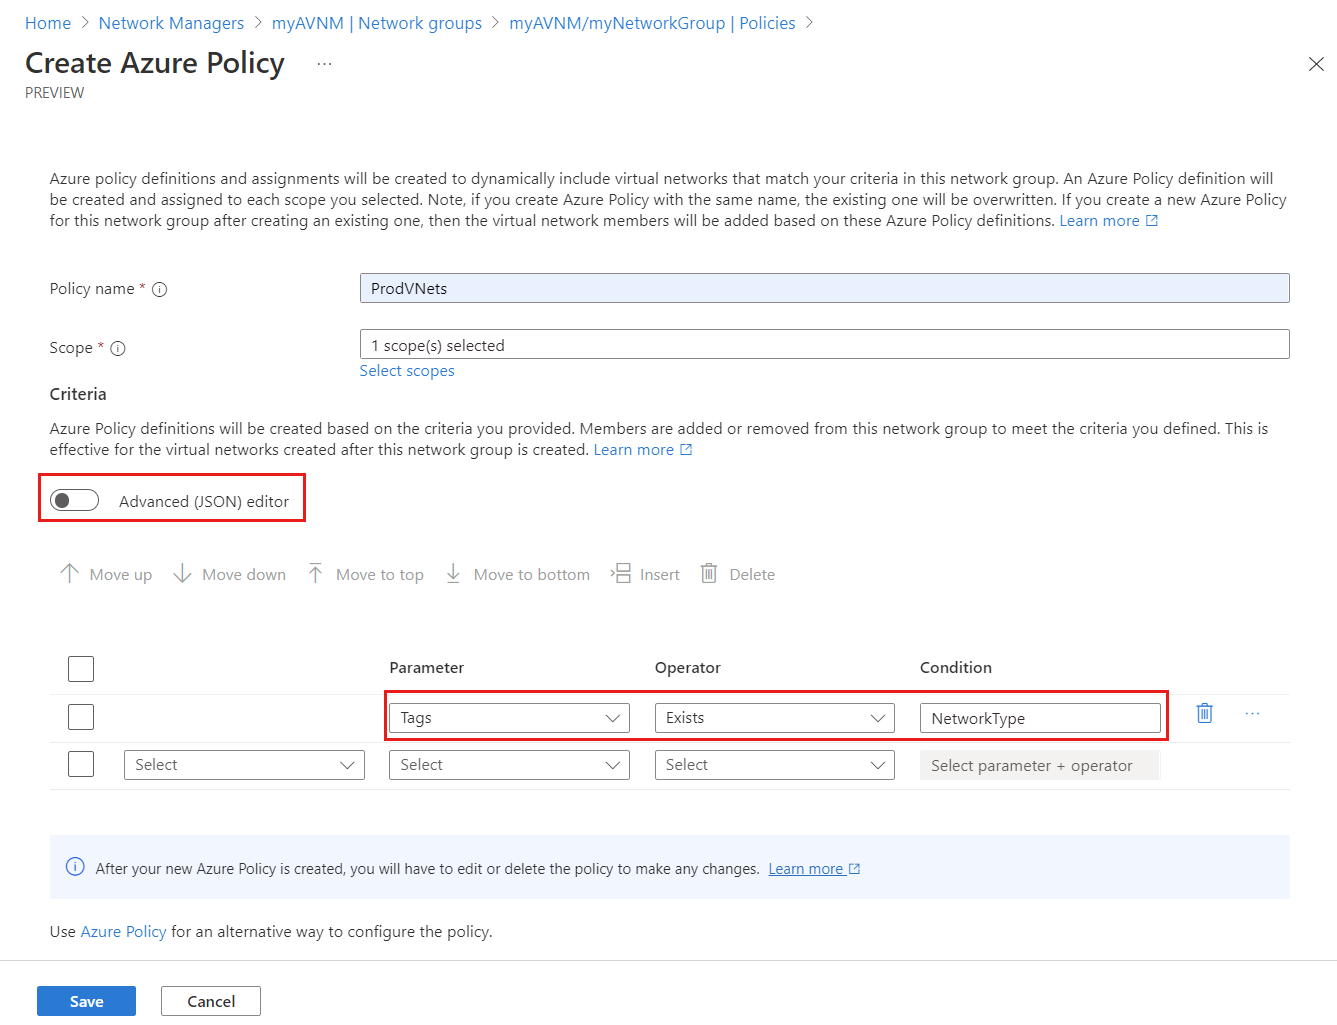 Home > Network Managers > myAVNM | Network groups > myAVNM/myNetworkGroup | Policies >
Create Azure Policy ...
PREVIEW
Azure policy definitions and assignments will be created to dynamically include virtual networks that match your criteria in this network group. An Azure Policy definition will
be created and assigned to each scope you selected. Note, if you create Azure Policy with the same name, the existing one will be overwritten. If you create a new Azure Policy
for this network group after creating an existing one, then the virtual network members will be added based on these Azure Policy definitions. Learn more
Policy name * ProdVNets
Scope * 1 scope(s) selected
Select scopes
Criteria
Azure Policy definitions will be created based on the criteria you provided. Members are added or removed from this network group to meet the criteria you defined. This is
effective for the virtual networks created after this network group is created. Learn more
Advanced (JSON) editor
Move up Move down Move to top Move to bottom Insert Delete
Parameter Operator Condition
Tags Exists NetworkType ...
Select Select Select Select parameter + operator
After your new Azure Policy is created, you will have to edit or delete the policy to make any changes. Learn more
Use Azure Policy for an alternative way to configure the policy.
Save Cancel